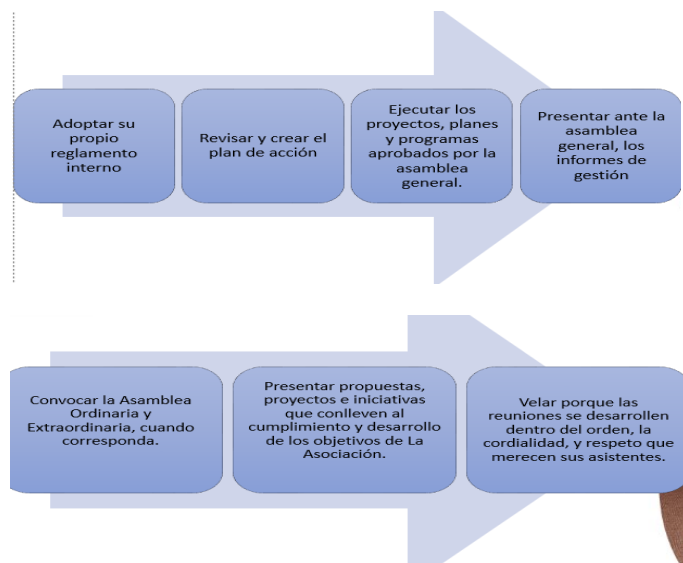 Adoptar su
propio
reglamento
interno
Revisar y crear el
plan de acción
Ejecutar los
proyectos, planes
y programas
aprobados por la
asamblea
general.
Presentar ante la
asamblea
general, los
informes de
gestión
Convocar la Asamblea
Ordinaria y
Extraordinaria, cuando
corresponda.
Presentar propuestas,
proyectos e iniciativas
que conlleven al
cumplimiento y desarrollo
de los objetivos de La
Asociación.
Velar porque las
reuniones se desarrollen
dentro del orden, la
cordialidad, y respeto que
merecen sus asistentes.